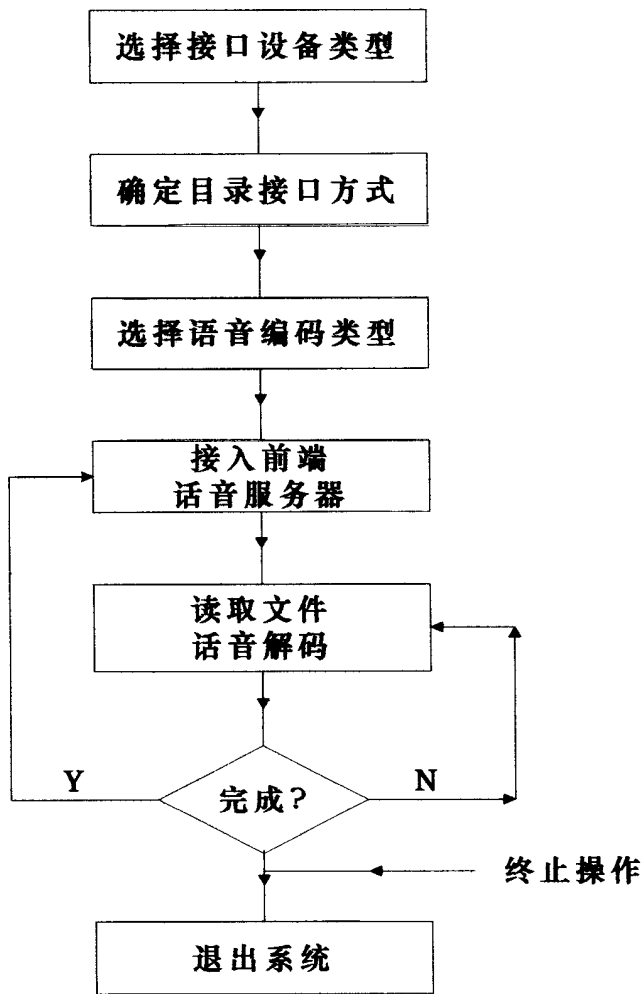 选择接口设备类型
确定目录接口方式
选择语音编码类型
接入前端
话音服务器
读取文件
话音解码
Y
完成?
N
终止操作
退出系统